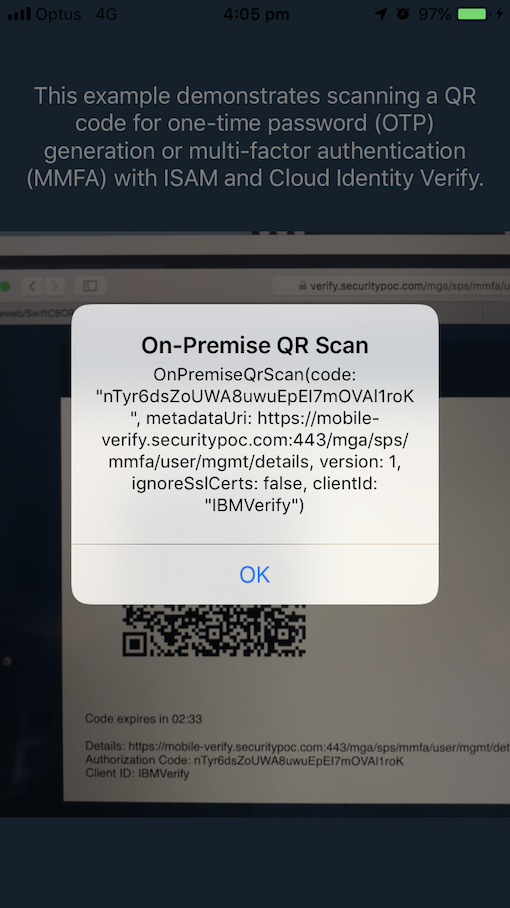 Optus 4G 4:05 pm 97%
This example demonstrates scanning a QR
code for one-time password (OTP)
generation or multi-factor authentication
(MMFA) with ISAM and Cloud Identity Verify.
verify.securitypoc.com/mga/sps/mmfa/u
eweb/SwiftCBOR
On-Premise QR Scan
OnPremiseQrScan(code:
"nTyr6dsZoUWA8uwuEpEI7mOVAl1roK
", metadataUri: https://mobile-
verify.securitypoc.com:443/mga/sps/
mmfa/user/mgmt/details, version: 1,
ignoreSslCerts: false, clientId:
"IBMVerify")
OK
Code expires in 02:33
Details: https://mobile-verify.securitypoc.com:443/mga/sps/mmfa/user/mgmt/det
Authorization Code: nTyr6dsZoUWA8uwuEpEI7mOVAl1roK
Client ID: IBMVerify